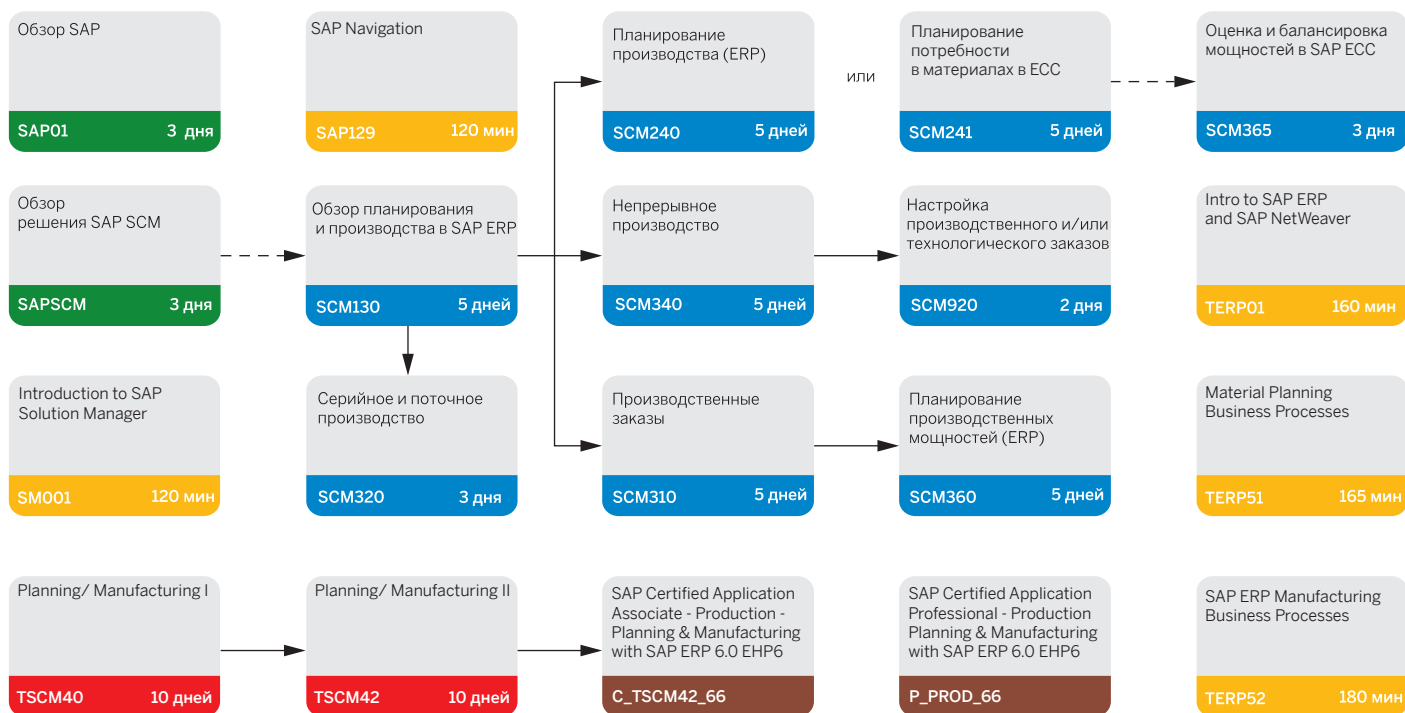 Обзор SAP
SAP01 3 дня
SAP Navigation
SAP129 120 мин
Планирование
производства (ERP)
SCM240 5 дней
или
Планирование
потребности
в материалах в ECC
SCM241 5 дней
Оценка и балансировка
мощностей в SAP ECC
SCM365 3 дня
Обзор
решения SAP SCM
SAPSCM 3 дня
Обзор планирования
и производства в SAP ERP
SCM130 5 дней
Непрерывное
производство
SCM340 5 дней
Настройка
производственного и/или
технологического заказов
SCM920 2 дня
Intro to SAP ERP
and SAP NetWeaver
TERP01 160 мин
Introduction to SAP
Solution Manager
SM001 120 мин
Серийное и поточное
производство
SCM320 3 дня
Производственные
заказы
SCM310 5 дней
Планирование
производственных
мощностей (ERP)
SCM360 5 дней
Material Planning
Business Processes
TERP51 165 мин
Planning/ Manufacturing I
TSCM40 10 дней
Planning/ Manufacturing II
TSCM42 10 дней
SAP Certified Application
Associate - Production -
Planning & Manufacturing
with SAP ERP 6.0 EHP6
C_TSCM42_66
SAP Certified Application
Professional - Production
Planning & Manufacturing
with SAP ERP 6.0 EHP6
P_PROD_66
SAP ERP Manufacturing
Business Processes
TERP52 180 мин